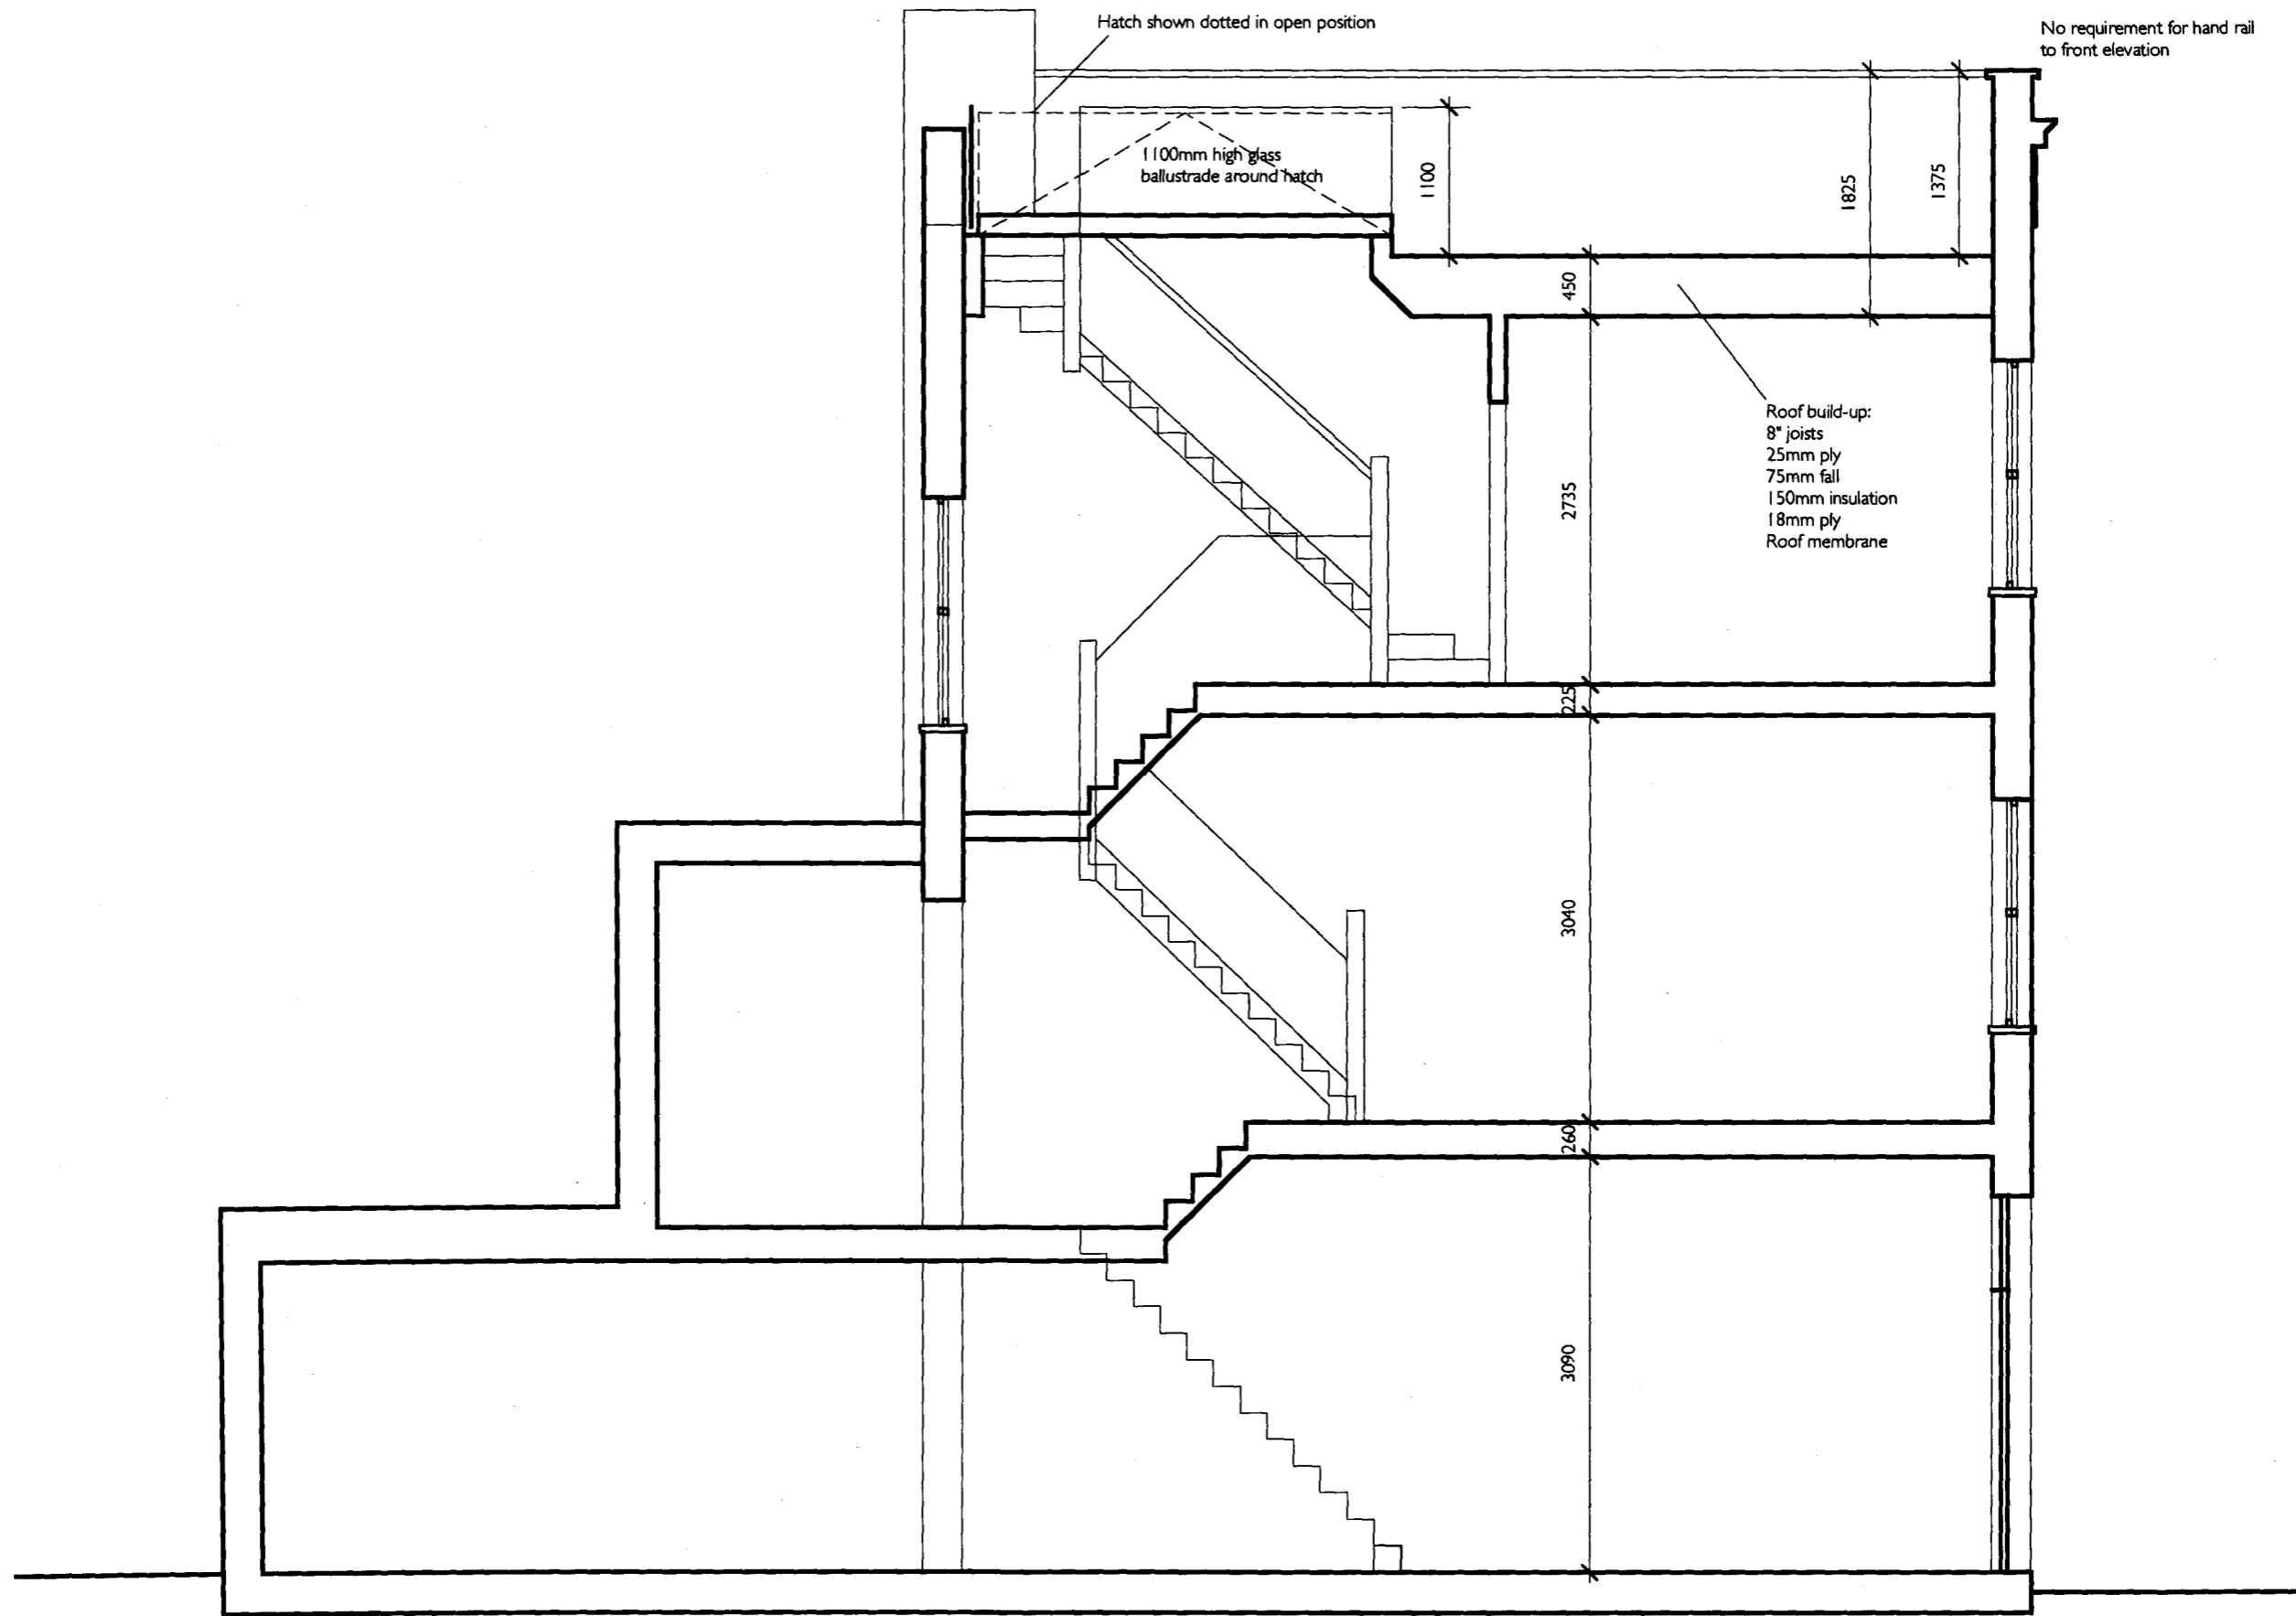 Hatch shown dotted in open position
No requirement for hand rail
to front elevation
1100mm high glass
ballustrade around hatch
1100
1825
1375
450
Roof build-up:
8" joists
25mm ply
75mm fall
150mm insulation
18mm ply
Roof membrane
2735
225
3040
260
3090